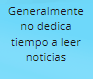 Generalmente
no dedica
tiempo a leer
noticias